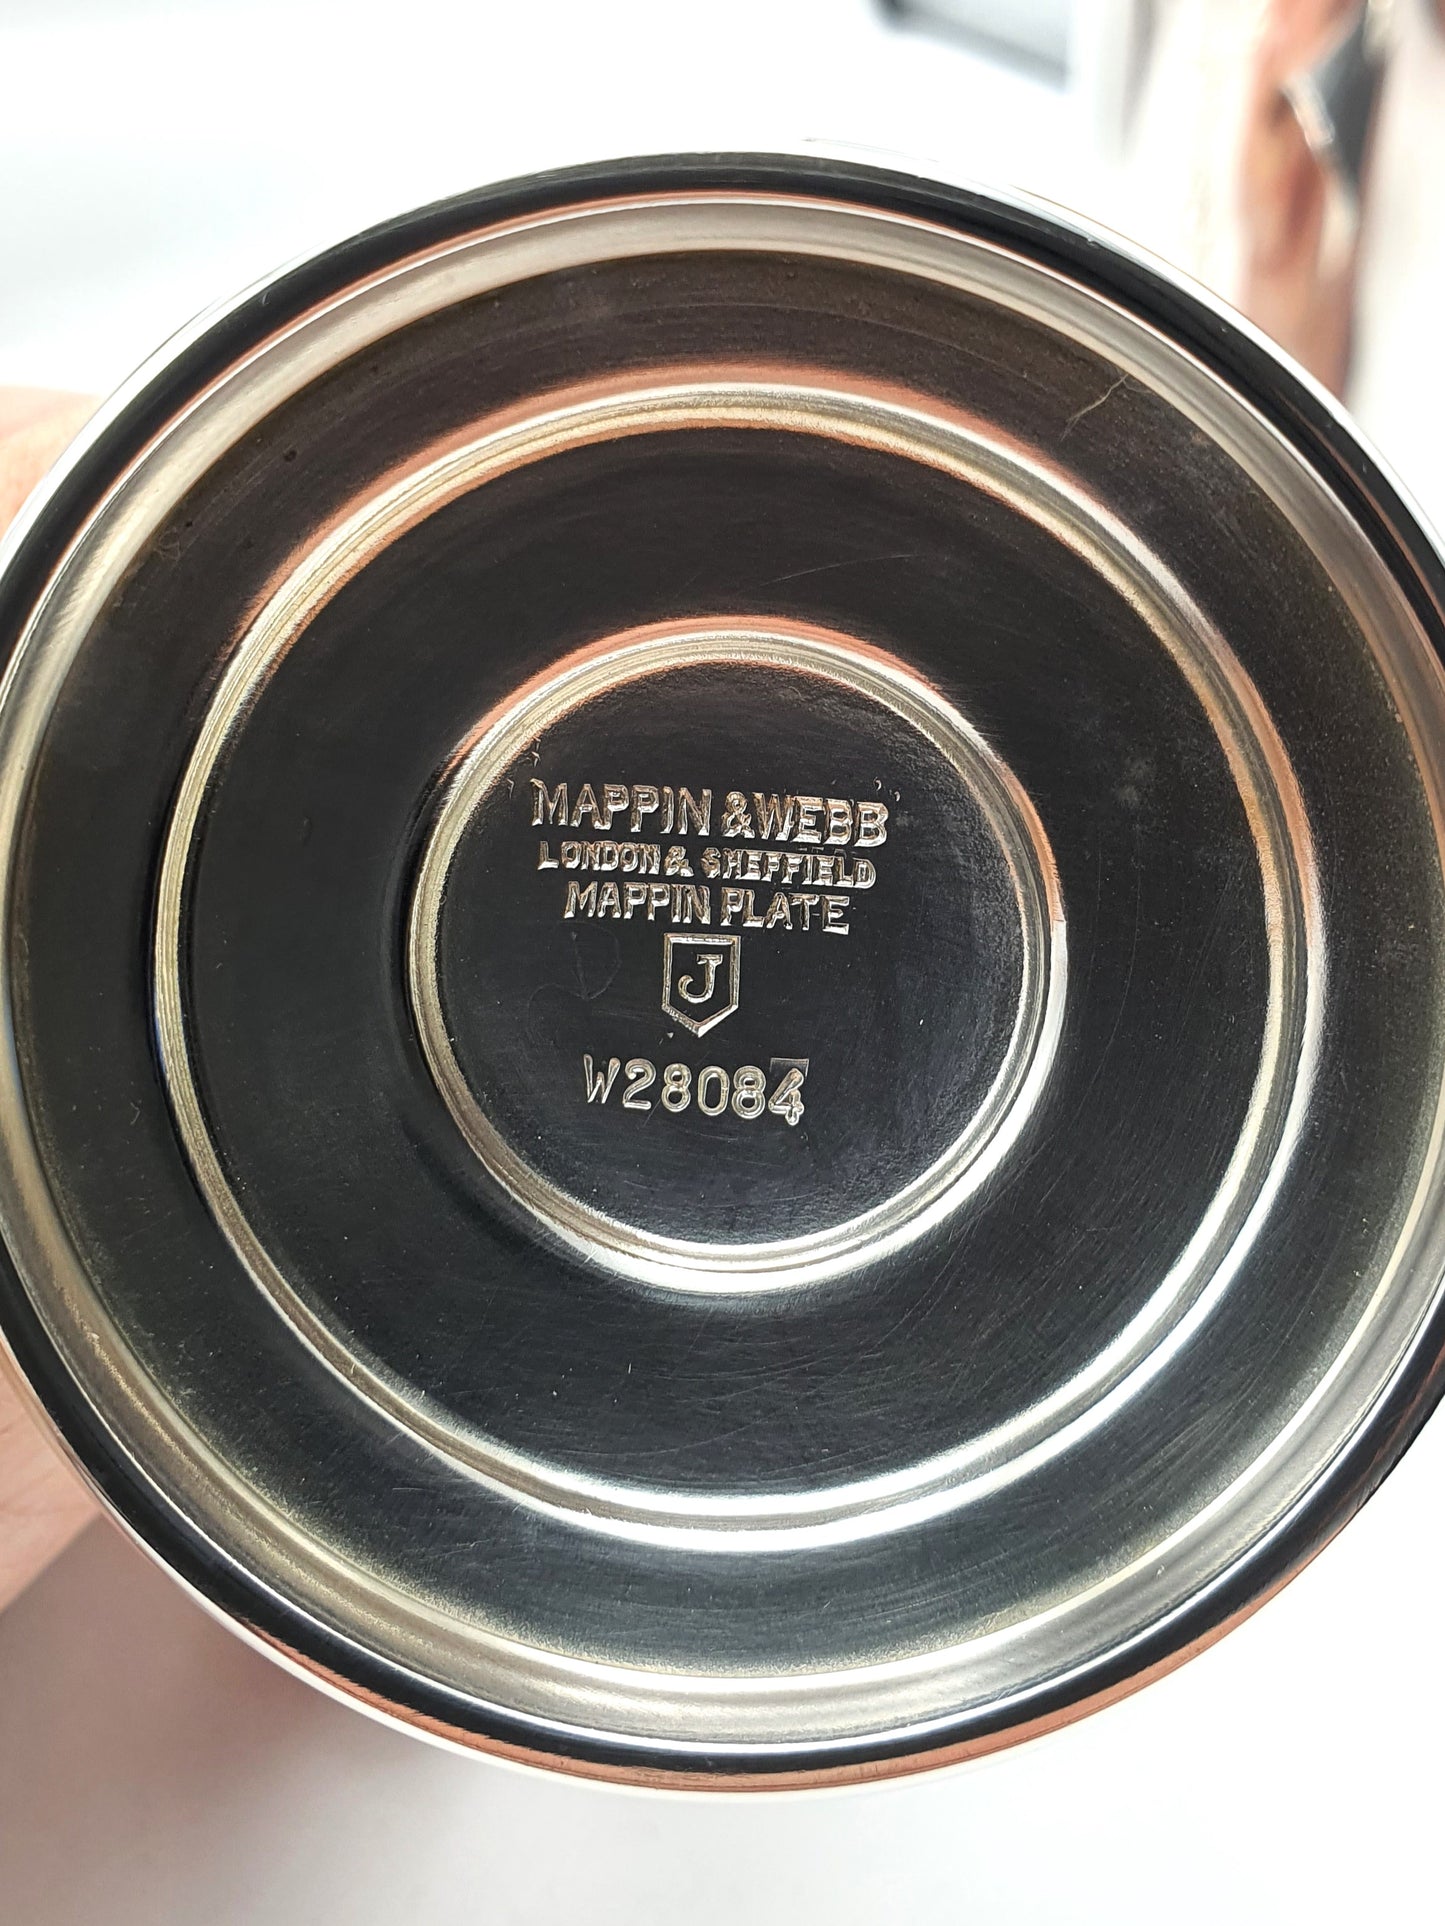 MAPPIN & WEBB
LONDON & SHEFFIELD
MAPPIN PLATE
J
W28084